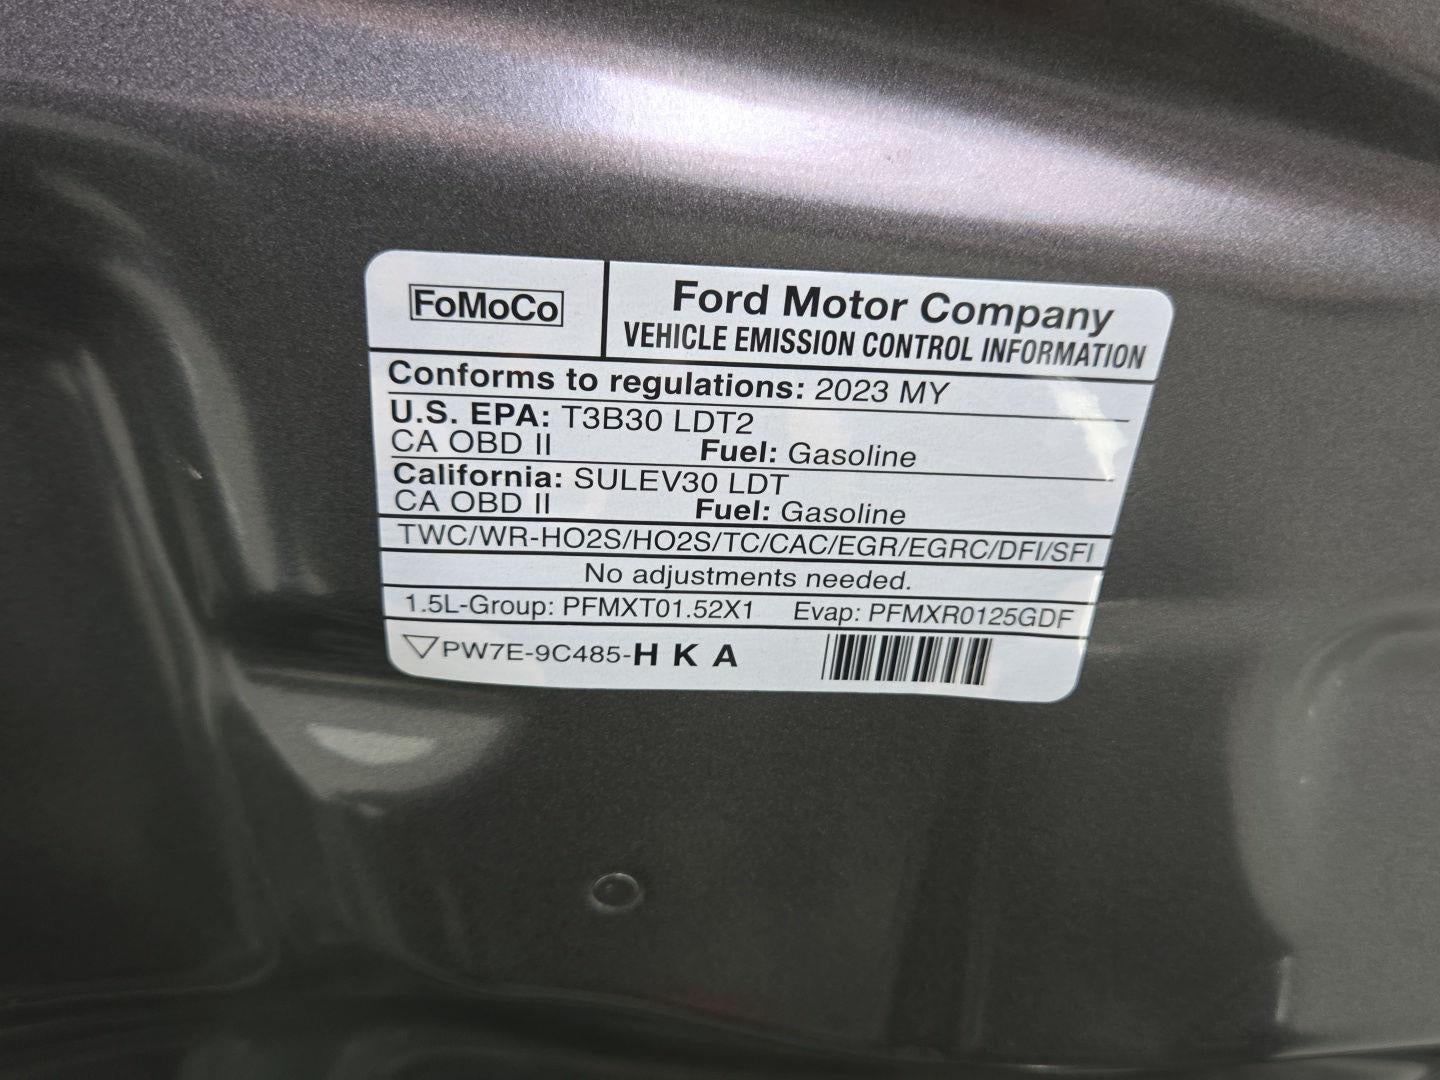 FoMoCo
Ford Motor Company
VEHICLE EMISSION CONTROL INFORMATION
Conforms to regulations: 2023 MY
U.S. EPA: T3B30 LDT2
CA OBD II Fuel: Gasoline
California: SULEV30 LDT
CA OBD II Fuel: Gasoline
TWC/WR-HO2S/HO2S/TC/CAC/EGR/EGRC/DFI/SFI
No adjustments needed.
1.5L-Group: PFMXT01.52X1 Evap: PFMXR0125GDF
PW7E-9C485-H K A